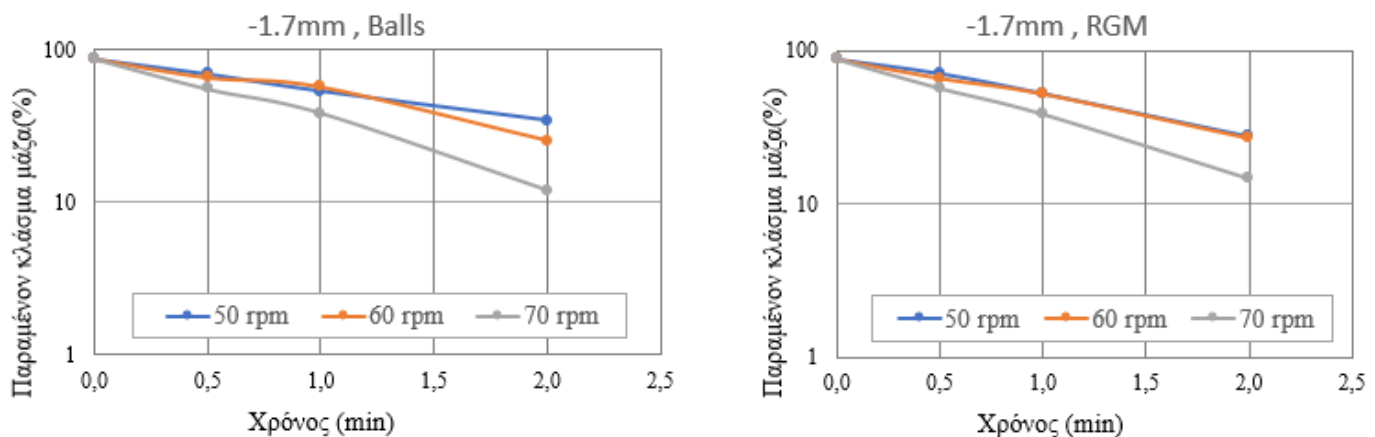 -1.7mm , Balls
Παραμένον κλάσμα μάζα(%)
100
10
1
50 rpm 60 rpm 70 rpm
0,0 0,5 1,0 1,5 2,0 2,5
Χρόνος (min)
-1.7mm , RGM
Παραμένον κλάσμα μάζα(%)
100
10
1
50 rpm 60 rpm 70 rpm
0,0 0,5 1,0 1,5 2,0 2,5
Χρόνος (min)